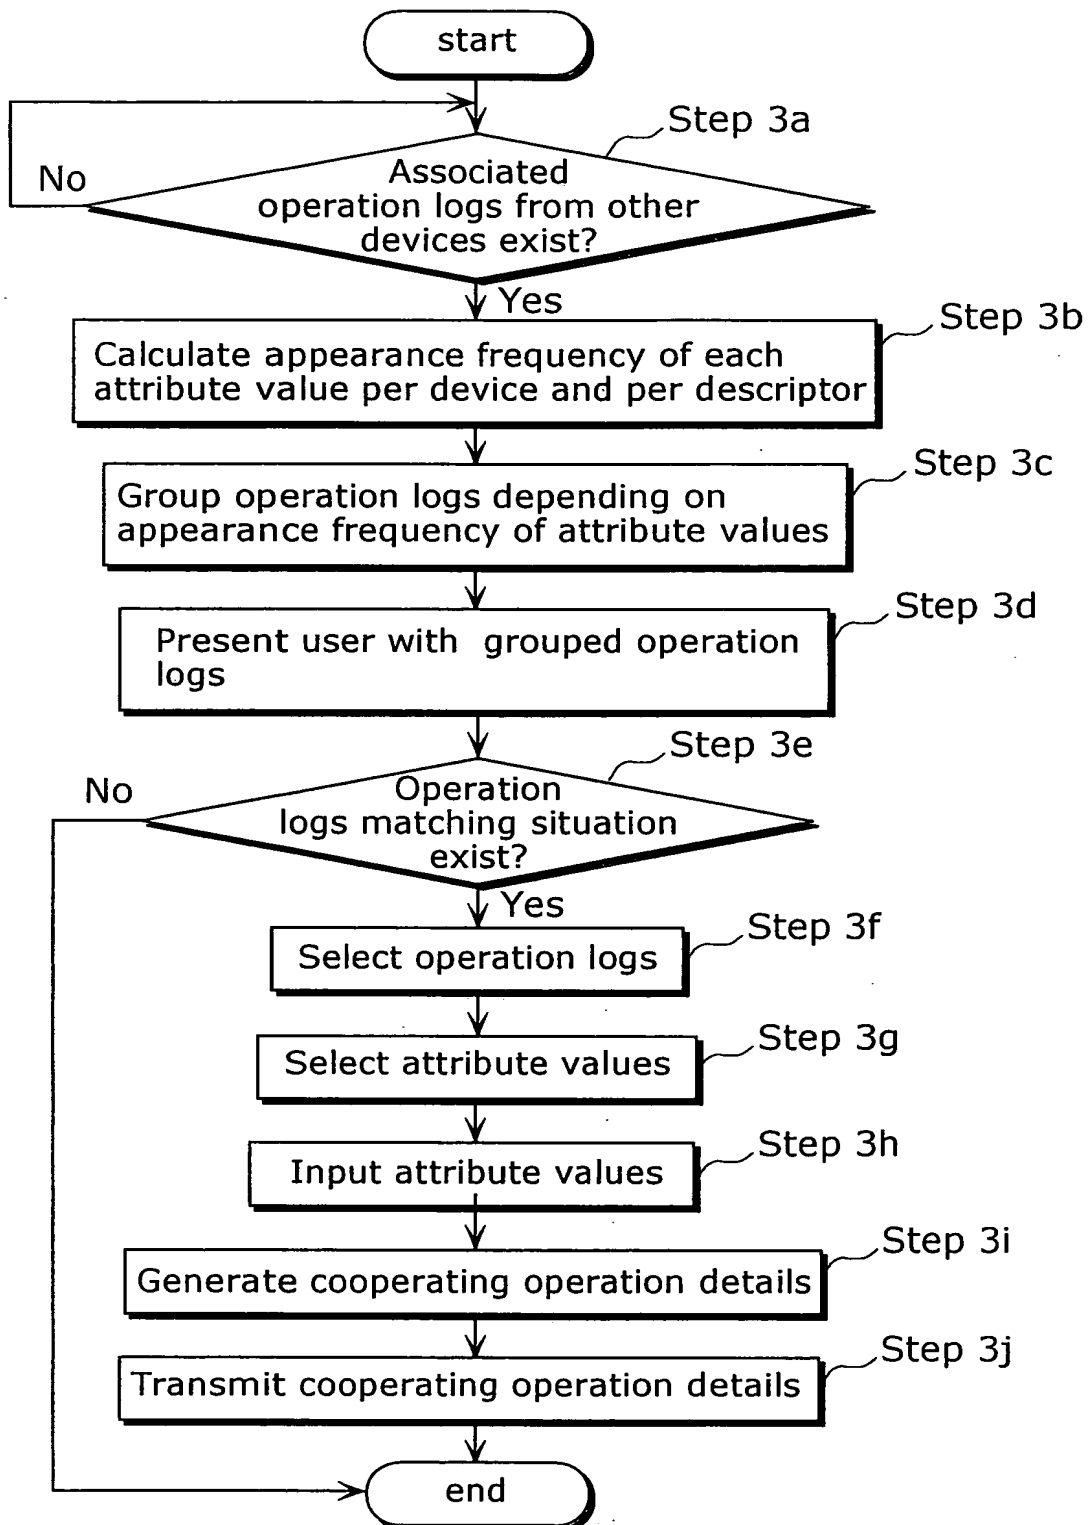 start
Step 3a
No
Associated
operation logs from other
devices exist?
Yes
Step 3b
Calculate appearance frequency of each
attribute value per device and per descriptor
Step 3c
Group operation logs depending on
appearance frequency of attribute values
Step 3d
Present user with grouped operation
logs
Step 3e
No
Operation
logs matching situation
exist?
Yes
Step 3f
Select operation logs
Step 3g
Select attribute values
Step 3h
Input attribute values
Step 3i
Generate cooperating operation details
Step 3j
Transmit cooperating operation details
end